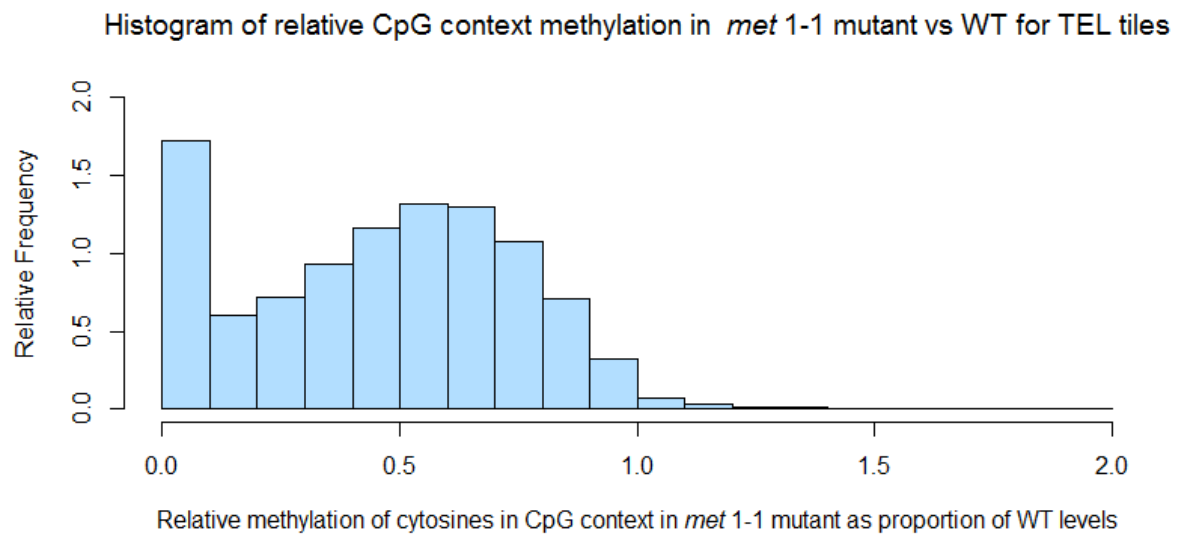 Histogram of relative CpG context methylation in met 1-1 mutant vs WT for TEL tiles
Relative Frequency
2.0
1.5
1.0
0.5
0.0
0.0 0.5 1.0 1.5 2.0
Relative methylation of cytosines in CpG context in met 1-1 mutant as proportion of WT levels